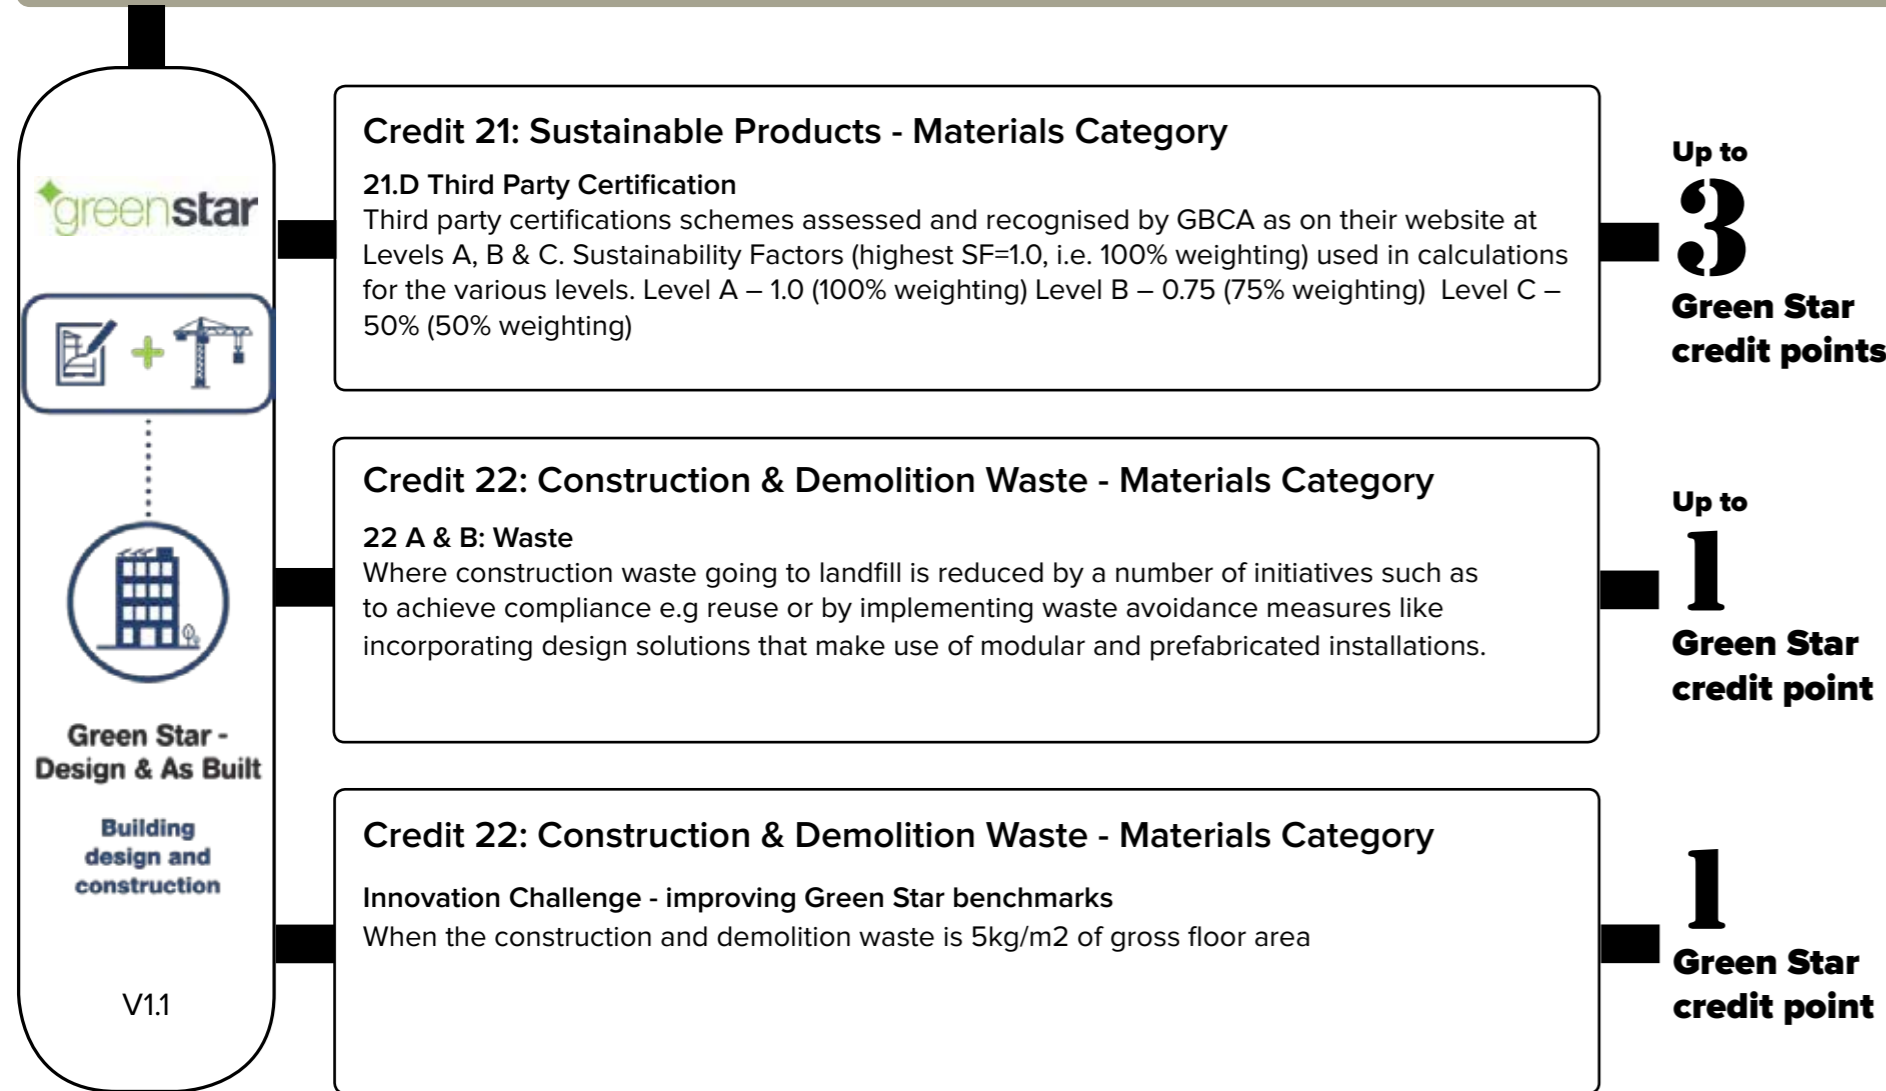 greenstar
Green Star -
Design & As Built
Building
design and
construction
V1.1
Credit 21: Sustainable Products - Materials Category
21.D Third Party Certification
Third party certifications schemes assessed and recognised by GBCA as on their website at
Levels A, B & C. Sustainability Factors (highest SF=1.0, i.e. 100% weighting) used in calculations
for the various levels. Level A – 1.0 (100% weighting) Level B – 0.75 (75% weighting)  Level C –
50% (50% weighting)
Up to
3
Green Star
credit points
Credit 22: Construction & Demolition Waste - Materials Category
22 A & B: Waste
Where construction waste going to landfill is reduced by a number of initiatives such as
to achieve compliance e.g reuse or by implementing waste avoidance measures like
incorporating design solutions that make use of modular and prefabricated installations.
Up to
1
Green Star
credit point
Credit 22: Construction & Demolition Waste - Materials Category
Innovation Challenge - improving Green Star benchmarks
When the construction and demolition waste is 5kg/m2 of gross floor area
1
Green Star
credit point